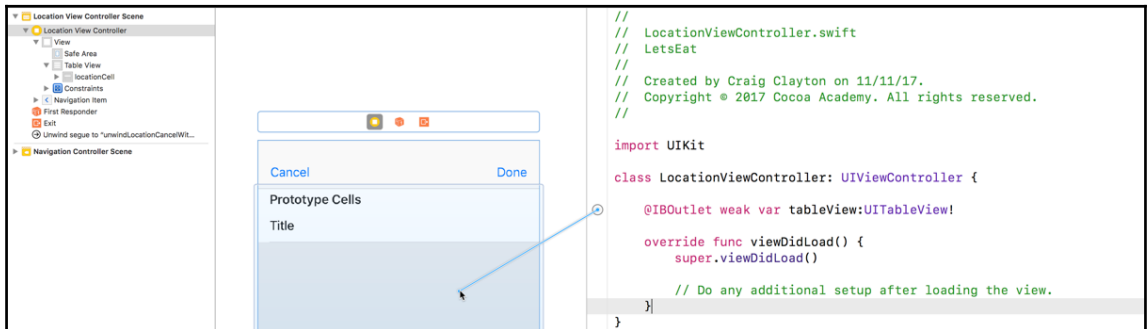 Location View Controller Scene
Location View Controller
View
Safe Area
Table View
locationCell
Constraints
Navigation Item
First Responder
Exit
Unwind segue to "unwindLocationCancelWit...
Navigation Controller Scene
Cancel
Done
Prototype Cells
Title
//
// LocationViewController.swift
// LetsEat
//
// Created by Craig Clayton on 11/11/17.
// Copyright © 2017 Cocoa Academy. All rights reserved.
//
import UIKit
class LocationViewController: UIViewController {
@IBOutlet weak var tableView:UITableView!
override func viewDidLoad() {
super.viewDidLoad()
// Do any additional setup after loading the view.
}
}